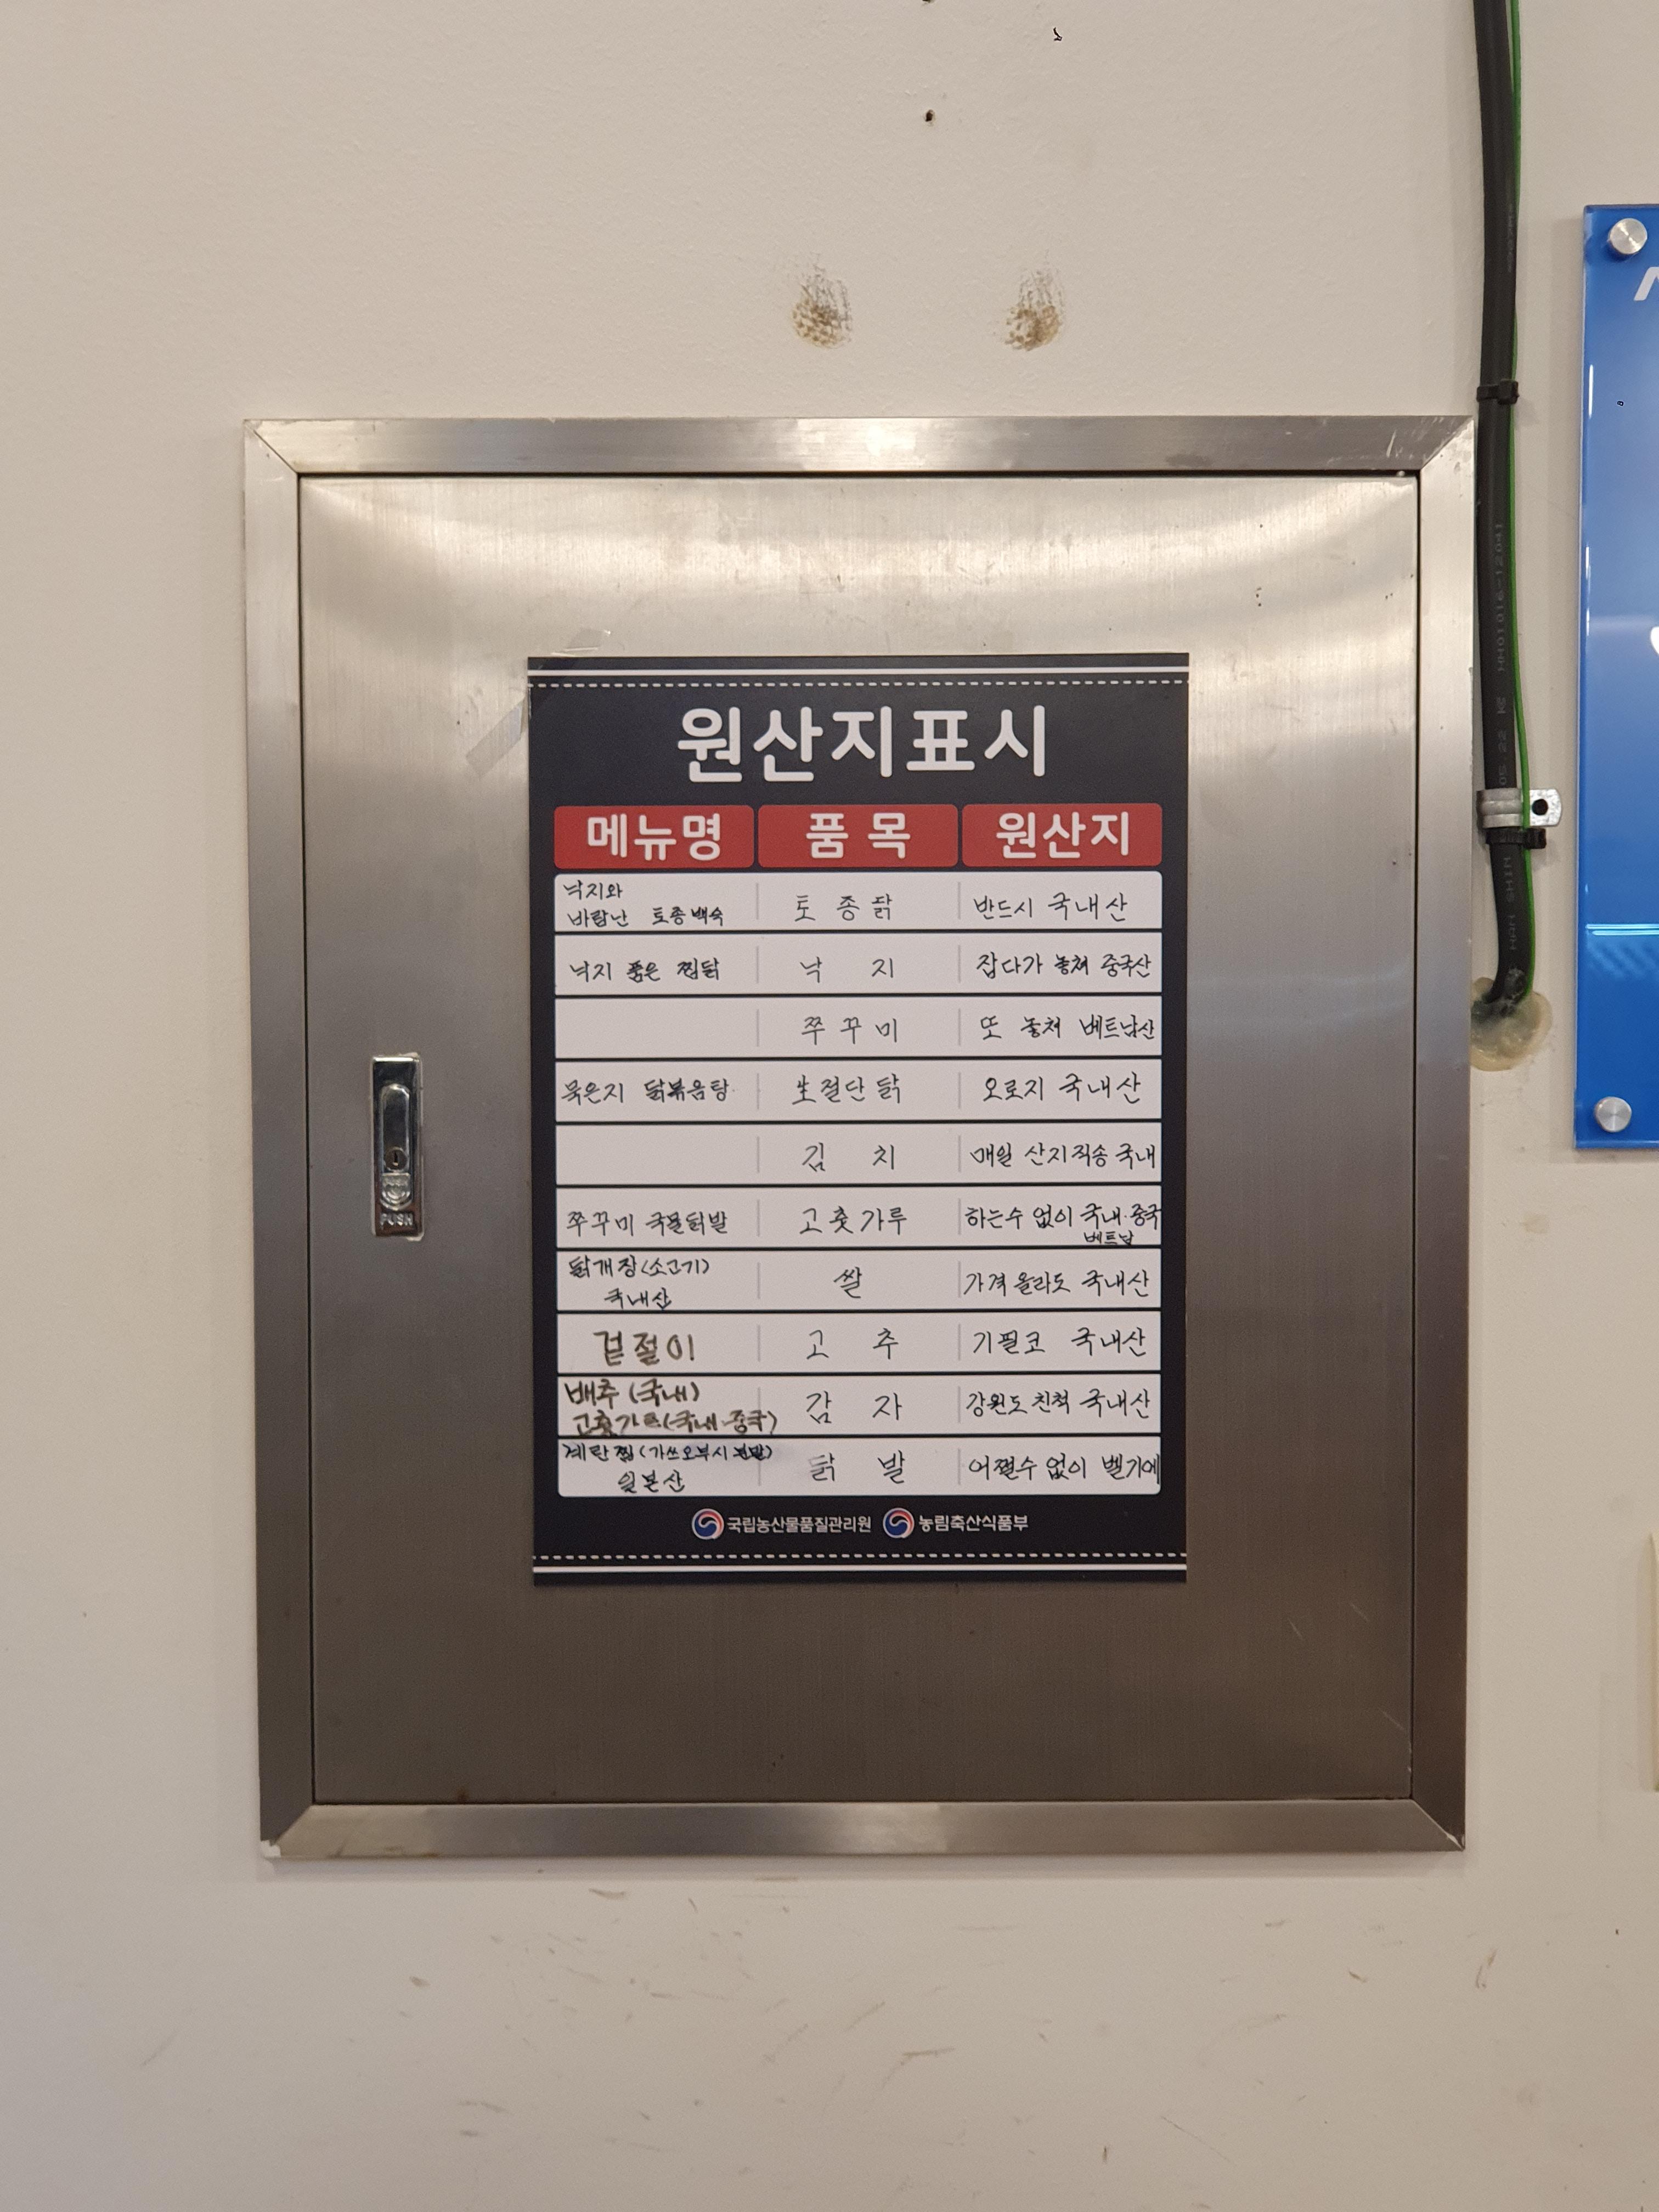 원산지표시
메뉴명 품목 원산지
낙지와
바람난 토종백숙 토종닭 반드시 국내산
낙지 품은 찜닭 낙지 잡다가 놓쳐 중국산
쭈꾸미 또 놓쳐 베트남산
묵은지 닭볶음탕 生절단닭 오로지 국내산
김치 매일 산지직송 국내
쭈꾸미 국물닭발 고춧가루 하는수 없이 국내·중국
베트남
닭개장(소고기)
국내산 쌀 가격 올라도 국내산
겉절이 고추 기필코 국내산
배추(국내)
고춧가루(국내·중국) 감자 강원도친척 국내산
계란찜(가쓰오부시분말)
일본산 닭발 어쩔수 없이 벨기에
국립농산물품질관리원 농림축산식품부
PUSH
PUSH